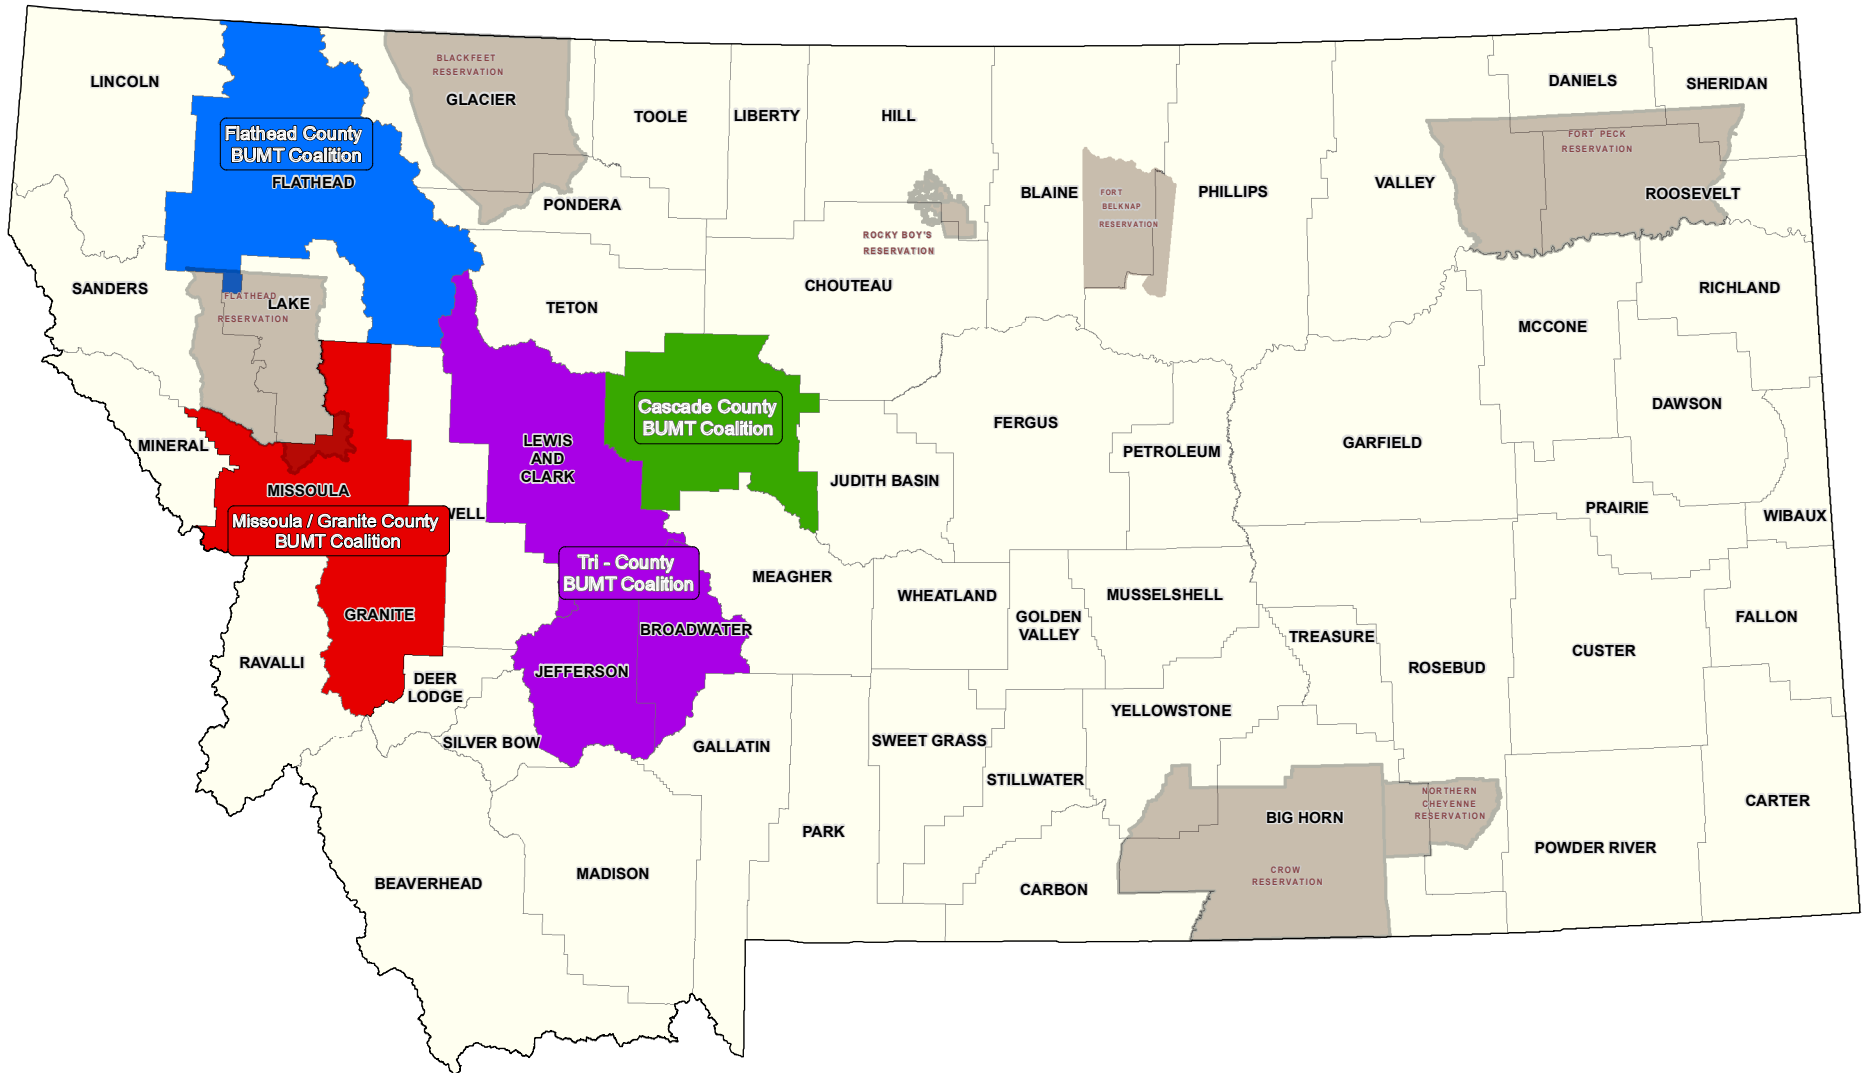 BLACKFEET
RESERVATION
LINCOLN
GLACIER
TOOLE
LIBERTY
HILL
DANIELS
SHERIDAN
Flathead County
BUMT Coalition
FLATHEAD
FORT PECK
RESERVATION
PONDERA
BLAINE
FORT
BELKNAP
RESERVATION
PHILLIPS
VALLEY
ROOSEVELT
ROCKY BOY'S
RESERVATION
SANDERS
FLATHEAD
RESERVATION
LAKE
TETON
CHOUTEAU
RICHLAND
MCCONE
Cascade County
BUMT Coalition
FERGUS
DAWSON
MINERAL
LEWIS
AND
CLARK
PETROLEUM
GARFIELD
JUDITH BASIN
MISSOULA
Missoula / Granite County
BUMT Coalition
WELL
PRAIRIE
WIBAUX
Tri - County
BUMT Coalition
MEAGHER
WHEATLAND
GOLDEN
VALLEY
MUSSELSHELL
GRANITE
BROADWATER
TREASURE
FALLON
RAVALLI
DEER
LODGE
JEFFERSON
ROSEBUD
CUSTER
SILVER BOW
GALLATIN
SWEET GRASS
YELLOWSTONE
STILLWATER
NORTHERN
CHEYENNE
RESERVATION
CARTER
BIG HORN
PARK
POWDER RIVER
BEAVERHEAD
MADISON
CARBON
CROW
RESERVATION